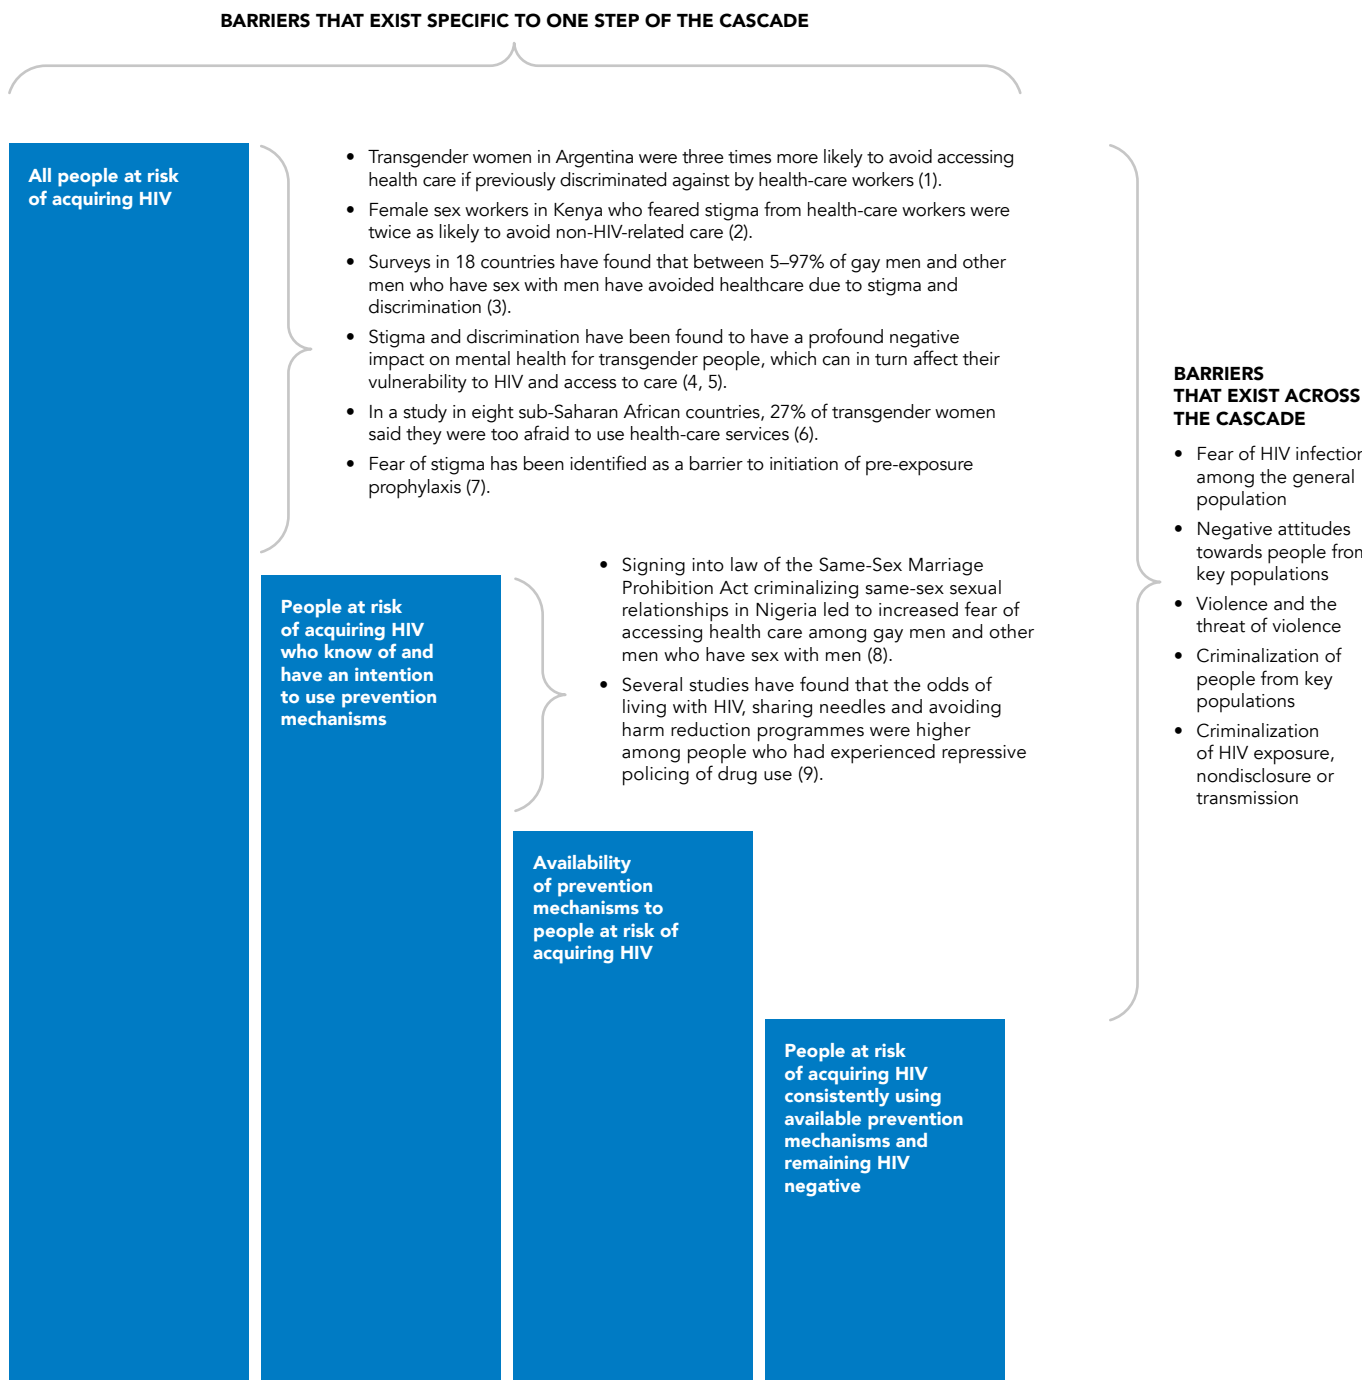 BARRIERS THAT EXIST SPECIFIC TO ONE STEP OF THE CASCADE
All people at risk
of acquiring HIV
• Transgender women in Argentina were three times more likely to avoid accessing
health care if previously discriminated against by health-care workers (1).
• Female sex workers in Kenya who feared stigma from health-care workers were
twice as likely to avoid non-HIV-related care (2).
• Surveys in 18 countries have found that between 5–97% of gay men and other
men who have sex with men have avoided healthcare due to stigma and
discrimination (3).
• Stigma and discrimination have been found to have a profound negative
impact on mental health for transgender people, which can in turn affect their
vulnerability to HIV and access to care (4, 5).
• In a study in eight sub-Saharan African countries, 27% of transgender women
said they were too afraid to use health-care services (6).
• Fear of stigma has been identified as a barrier to initiation of pre-exposure
prophylaxis (7).
People at risk
of acquiring HIV
who know of and
have an intention
to use prevention
mechanisms
• Signing into law of the Same-Sex Marriage
Prohibition Act criminalizing same-sex sexual
relationships in Nigeria led to increased fear of
accessing health care among gay men and other
men who have sex with men (8).
• Several studies have found that the odds of
living with HIV, sharing needles and avoiding
harm reduction programmes were higher
among people who had experienced repressive
policing of drug use (9).
Availability
of prevention
mechanisms to
people at risk of
acquiring HIV
People at risk
of acquiring HIV
consistently using
available prevention
mechanisms and
remaining HIV
negative
BARRIERS
THAT EXIST ACROSS
THE CASCADE
• Fear of HIV infection
among the general
population
• Negative attitudes
towards people from
key populations
• Violence and the
threat of violence
• Criminalization of
people from key
populations
• Criminalization
of HIV exposure,
nondisclosure or
transmission